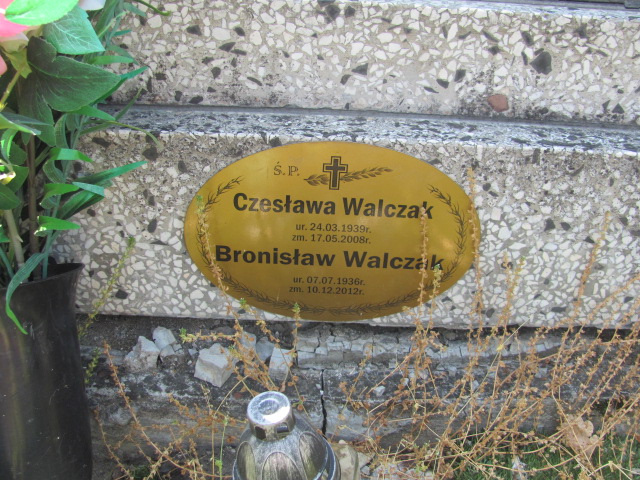 Ś.P.
Czesława Walczak
ur. 24.03.1939r.
zm. 17.05.2008r.
Bronisław Walczak
ur. 07.07.1936r.
zm. 10.12.2012r.